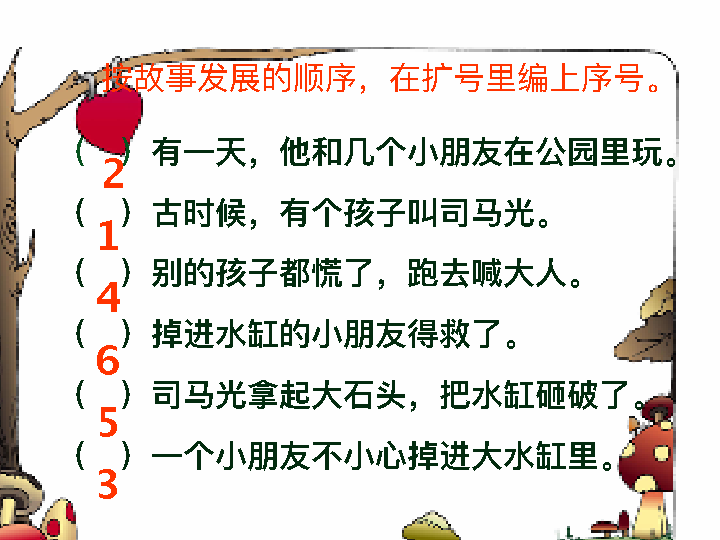 按故事发展的顺序，在扩号里编上序号。
（2）有一天，他和几个小朋友在公园里玩。
（1）古时候，有个孩子叫司马光。
（4）别的孩子都慌了，跑去喊大人。
（6）掉进水缸的小朋友得救了。
（5）司马光拿起大石头，把水缸砸破了。
（3）一个小朋友不小心掉进大水缸里。